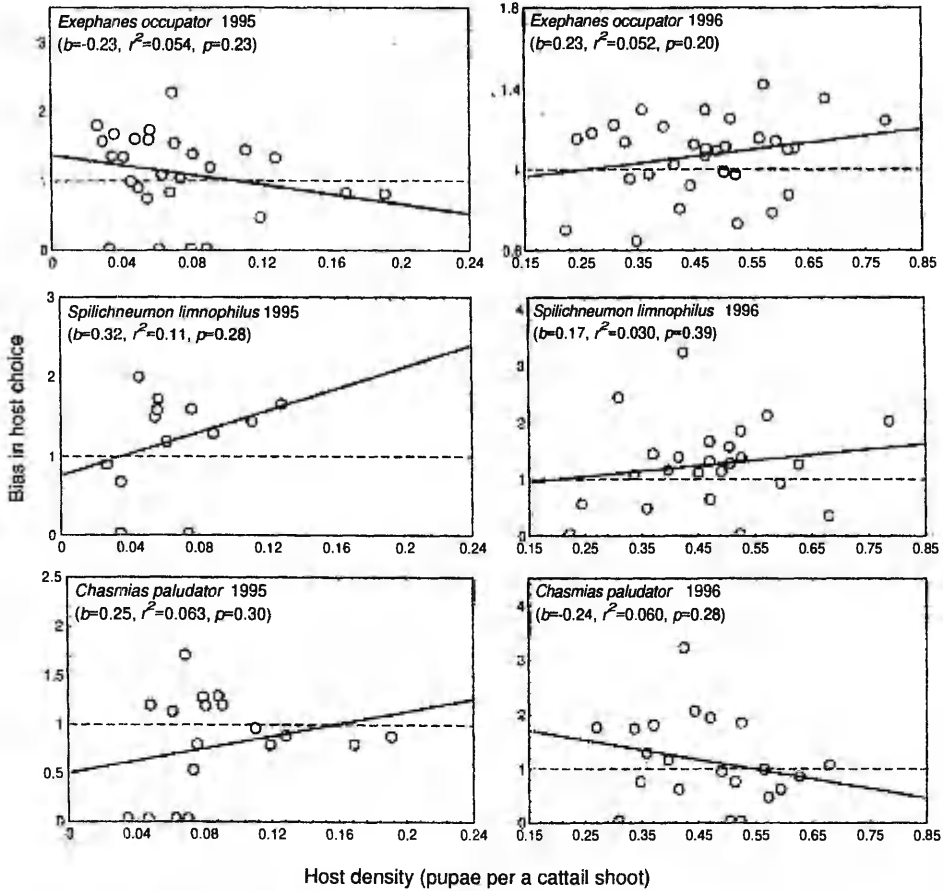 Exephanes occupator 1995
(b=-0.23, r²=0.054, p=0.23)
3
2
1
0
0 0.04 0.08 0.12 0.16 0.2 0.24
Exephanes occupator 1996
(b=0.23, r²=0.052, p=0.20)
1.8
1.4
1
0.6
0.15 0.25 0.35 0.45 0.55 0.65 0.75 0.85
Spilichneumon limnophilus 1995
(b=0.32, r²=0.11, p=0.28)
3
2
1
0
0 0.04 0.08 0.12 0.16 0.2 0.24
Spilichneumon limnophilus 1996
(b=0.17, r²=0.030, p=0.39)
4
3
2
1
0
0.15 0.25 0.35 0.45 0.55 0.65 0.75 0.85
Chasmias paludator 1995
(b=0.25, r²=0.063, p=0.30)
2.5
2
1.5
1
0.5
0
0.04 0.08 0.12 0.16 0.2 0.24
Chasmias paludator 1996
(b=-0.24, r²=0.060, p=0.28)
4
3
2
1
0
0.15 0.25 0.35 0.45 0.55 0.65 0.75 0.85
Bias in host choice
Host density (pupae per a cattail shoot)